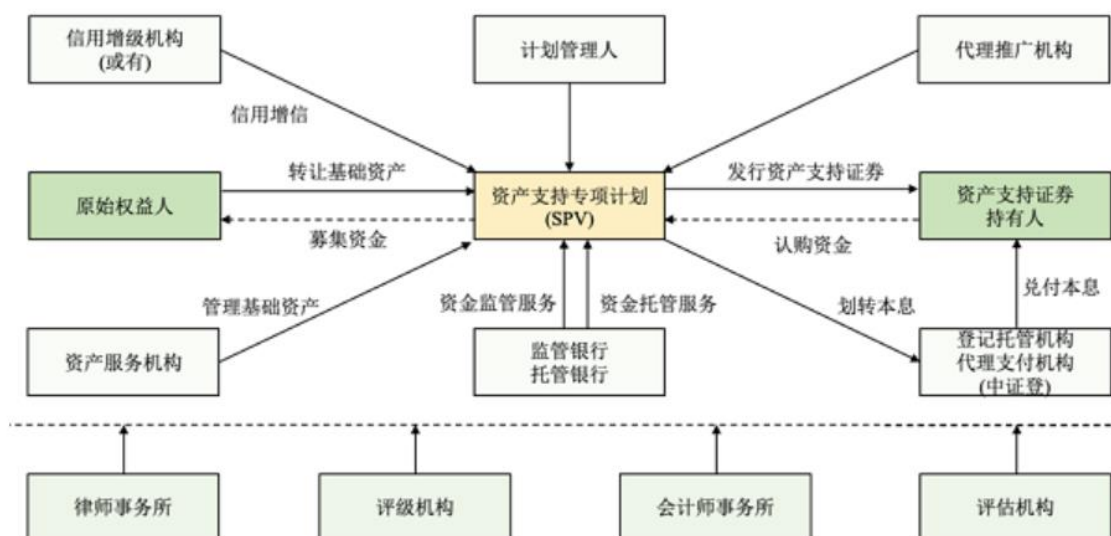 信用增级机构
(或有)
计划管理人
代理推广机构
信用增信
转让基础资产
发行资产支持证券
原始权益人
资产支持专项计划
(SPV)
资产支持证券
持有人
募集资金
认购资金
管理基础资产
资金监管服务
资金托管服务
划转本息
兑付本息
资产服务机构
监管银行
托管银行
登记托管机构
代理支付机构
(中证登)
律师事务所
评级机构
会计师事务所
评估机构